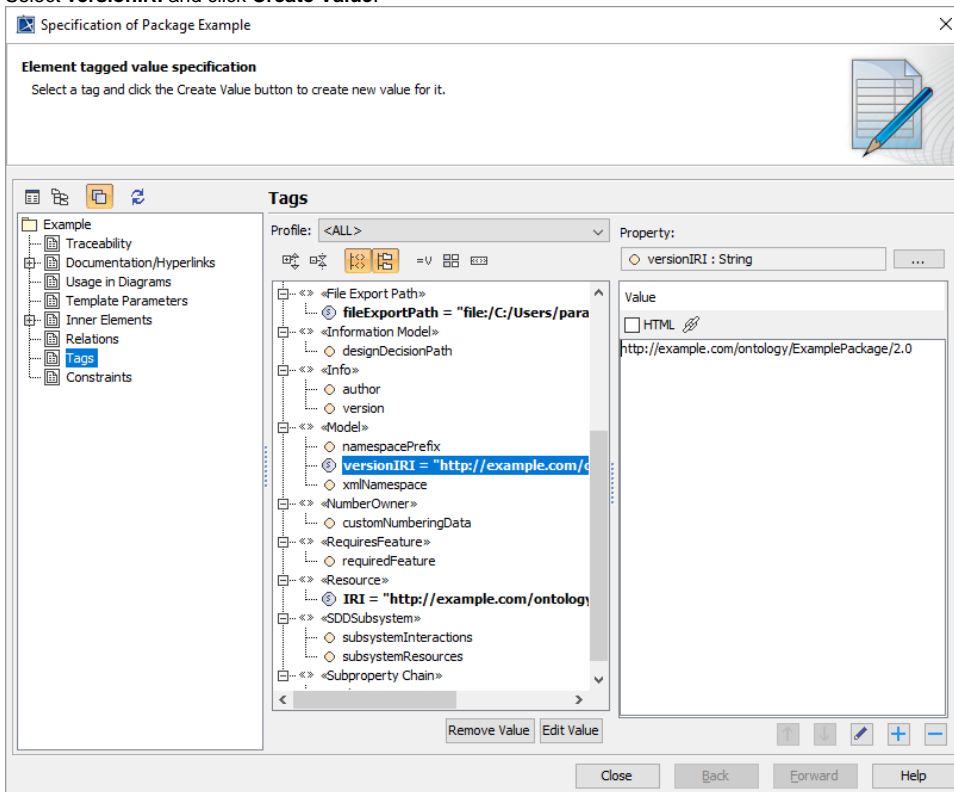 Select versionIRI and click Create Value.
Specification of Package Example
Element tagged value specification
Select a tag and click the Create Value button to create new value for it.
Tags
Example
Traceability
Documentation/Hyperlinks
Usage in Diagrams
Template Parameters
Inner Elements
Relations
Tags
Constraints
Profile: <ALL>
«File Export Path»
fileExportPath = "file:/C:/Users/para
«Information Model»
designDecisionPath
«Info»
author
version
«Model»
namespacePrefix
versionIRI = "http://example.com/o
xmlNamespace
«NumberOwner»
customNumberingData
«RequiresFeature»
requiredFeature
«Resource»
IRI = "http://example.com/ontology
«SDDSubsystem»
subsystemInteractions
subsystemResources
«Subproperty Chain»
Remove Value Edit Value
Property:
versionIRI : String ...
Value
HTML
http://example.com/ontology/ExamplePackage/2.0
Close Back Forward Help